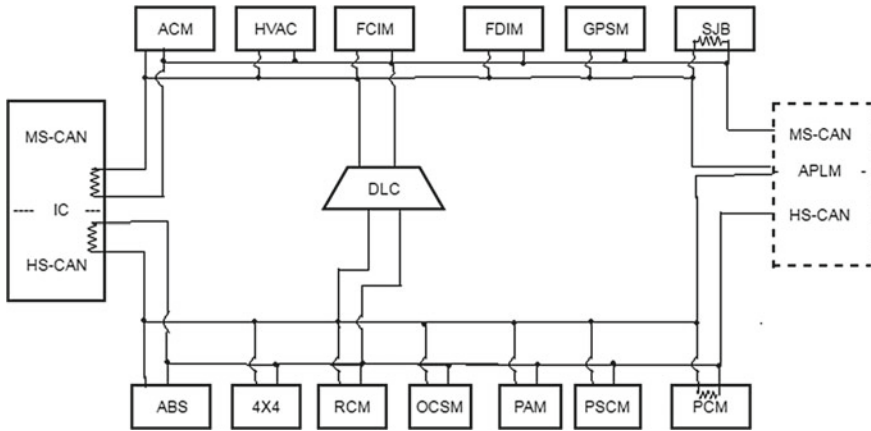 ACM HVAC FCIM FDIM GPSM SJB
MS-CAN
IC
HS-CAN
DLC
MS-CAN
APLM
HS-CAN
ABS 4X4 RCM OCSM PAM PSCM PCM